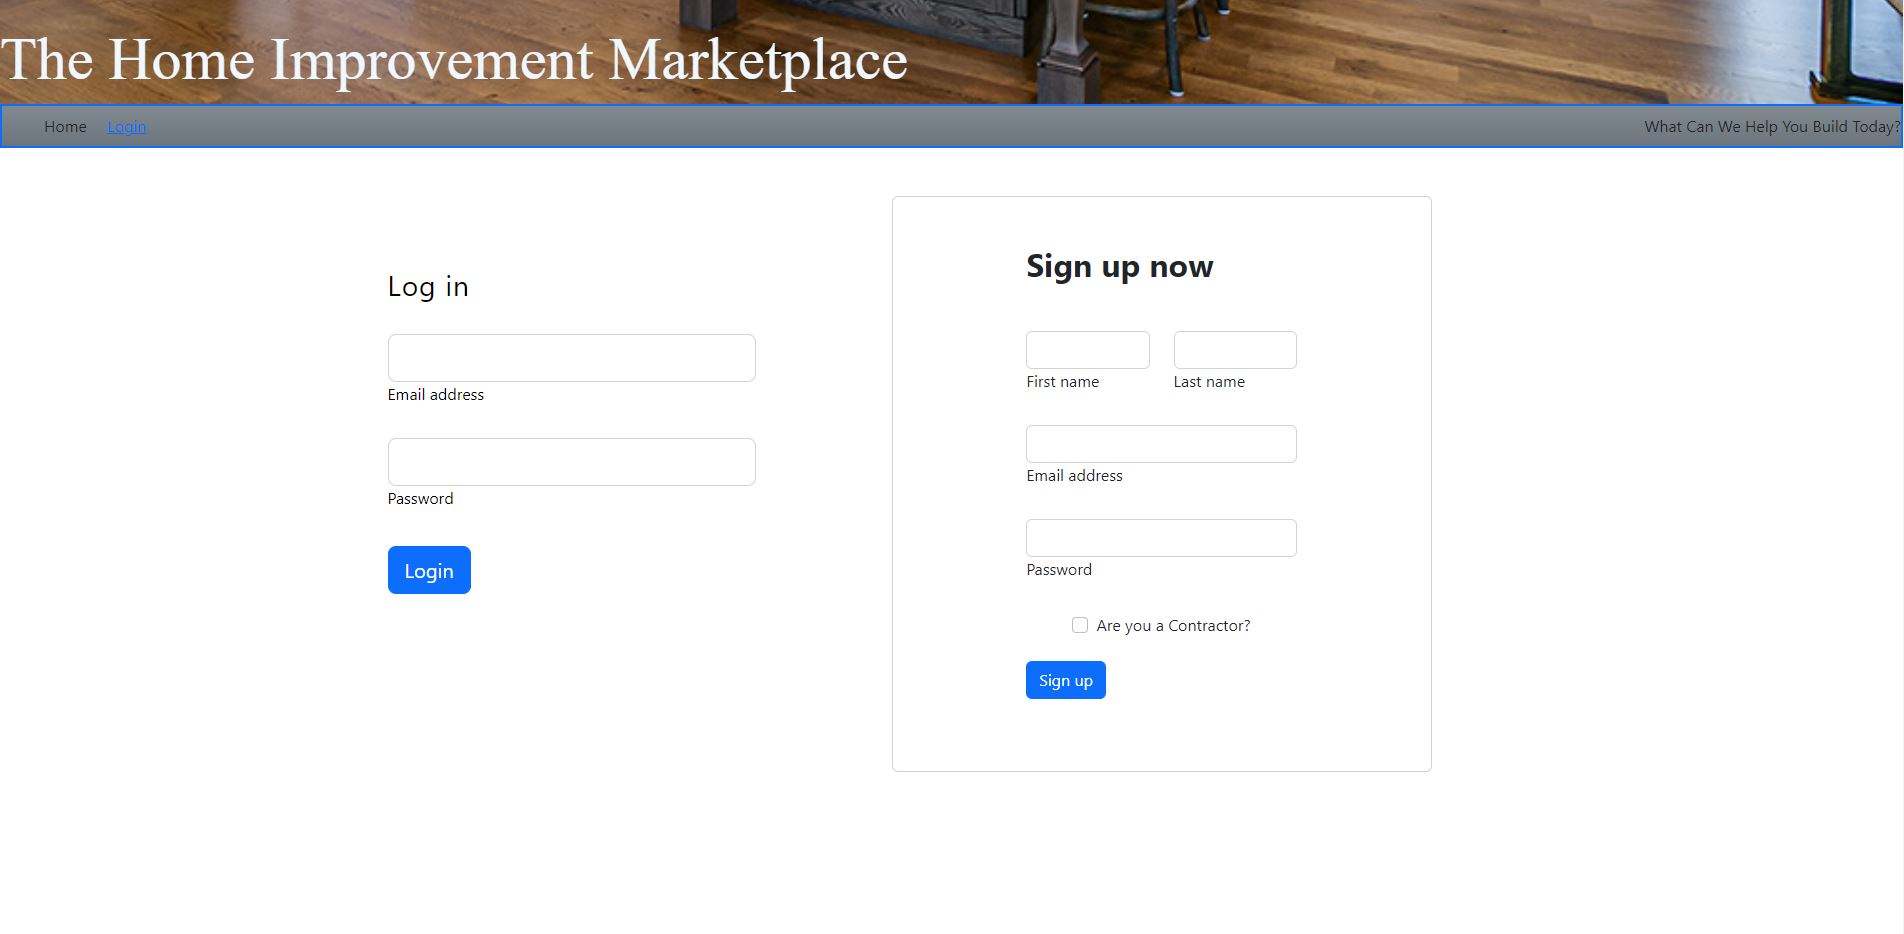 The Home Improvement Marketplace
Home Login What Can We Help You Build Today?
Log in
Email address
Password
Login
Sign up now
First name Last name
Email address
Password
Are you a Contractor?
Sign up